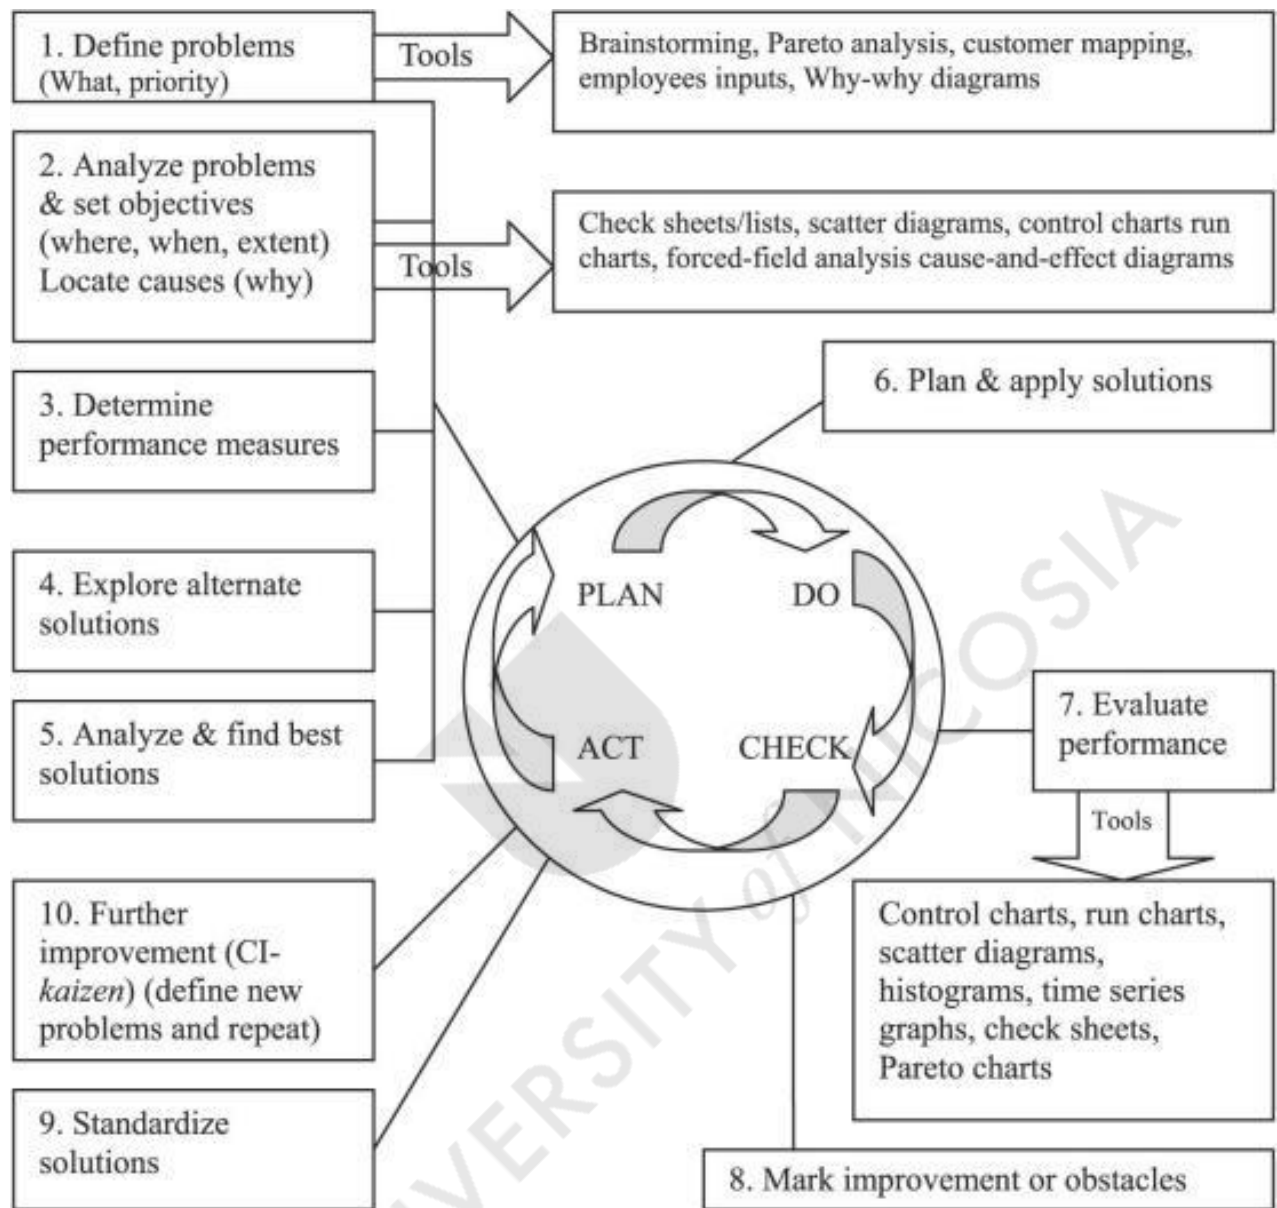 1. Define problems
(What, priority)
Tools
Brainstorming, Pareto analysis, customer mapping,
employees inputs, Why-why diagrams
2. Analyze problems
& set objectives
(where, when, extent)
Locate causes (why)
Tools
Check sheets/lists, scatter diagrams, control charts run
charts, forced-field analysis cause-and-effect diagrams
3. Determine
performance measures
4. Explore alternate
solutions
5. Analyze & find best
solutions
6. Plan & apply solutions
PLAN
DO
ACT
CHECK
7. Evaluate
performance
Tools
Control charts, run charts,
scatter diagrams,
histograms, time series
graphs, check sheets,
Pareto charts
8. Mark improvement or obstacles
9. Standardize
solutions
10. Further
improvement (CI-
kaizen) (define new
problems and repeat)
IVERSITY of NICOSIA